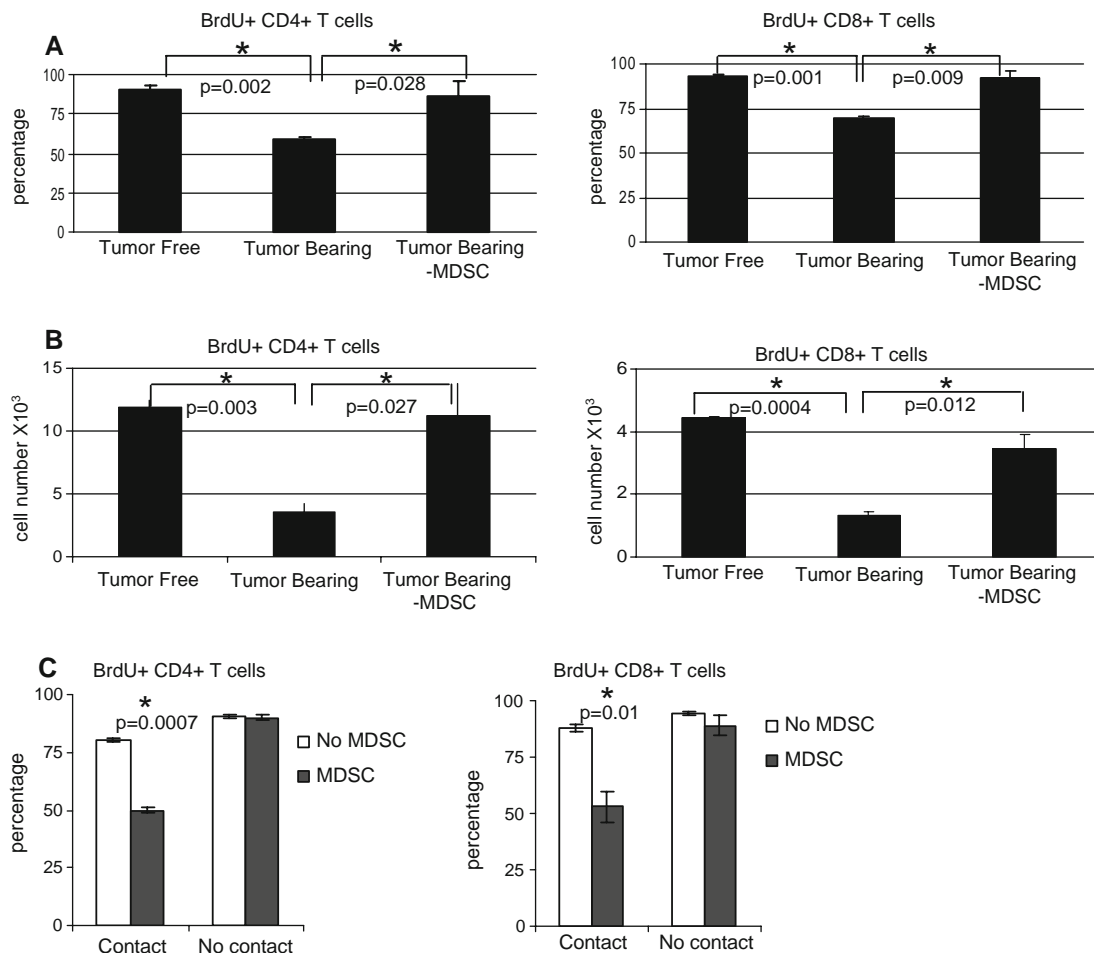 A
BrdU+ CD4+ T cells
percentage
100
75
50
25
0
*
p=0.002
*
p=0.028
Tumor Free
Tumor Bearing
Tumor Bearing
-MDSC
BrdU+ CD8+ T cells
percentage
100
75
50
25
0
*
p=0.001
*
p=0.009
Tumor Free
Tumor Bearing
Tumor Bearing
-MDSC
B
BrdU+ CD4+ T cells
cell number X10³
15
10
5
0
*
p=0.003
*
p=0.027
Tumor Free
Tumor Bearing
Tumor Bearing
-MDSC
BrdU+ CD8+ T cells
cell number X10³
6
4
2
0
*
p=0.0004
*
p=0.012
Tumor Free
Tumor Bearing
Tumor Bearing
-MDSC
C
BrdU+ CD4+ T cells
percentage
100
75
50
25
0
*
p=0.0007
No MDSC
MDSC
Contact
No contact
BrdU+ CD8+ T cells
percentage
100
75
50
25
0
*
p=0.01
No MDSC
MDSC
Contact
No contact